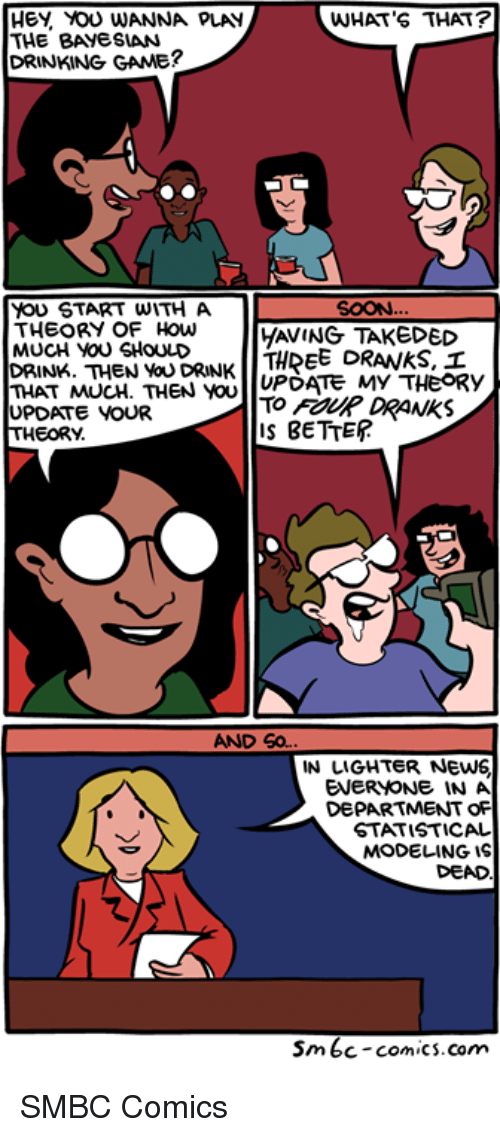 HEY, YOU WANNA PLAY
THE BAYESIAN
DRINKING GAME?
WHAT'S THAT?
YOU START WITH A
THEORY OF HOW
MUCH YOU SHOULD
DRINK. THEN YOU DRINK
THAT MUCH. THEN YOU
UPDATE YOUR
THEORY.
SOON...
HAVING TAKEDED
THREE DRANKS, I
UPDATE MY THEORY
TO FOUR DRANKS
IS BETTER.
AND SO...
IN LIGHTER NEWS,
EVERYONE IN A
DEPARTMENT OF
STATISTICAL
MODELING IS
DEAD.
smbc-comics.com
SMBC Comics